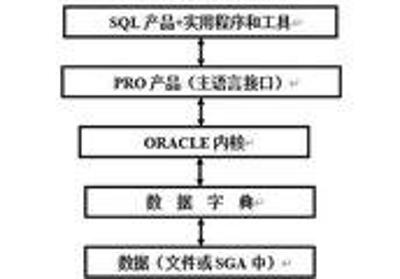 SQL 产品+实用程序和工具
PRO 产品（主语言接口）
ORACLE 内核
数 据 字 典
数据（文件或 SGA 中）